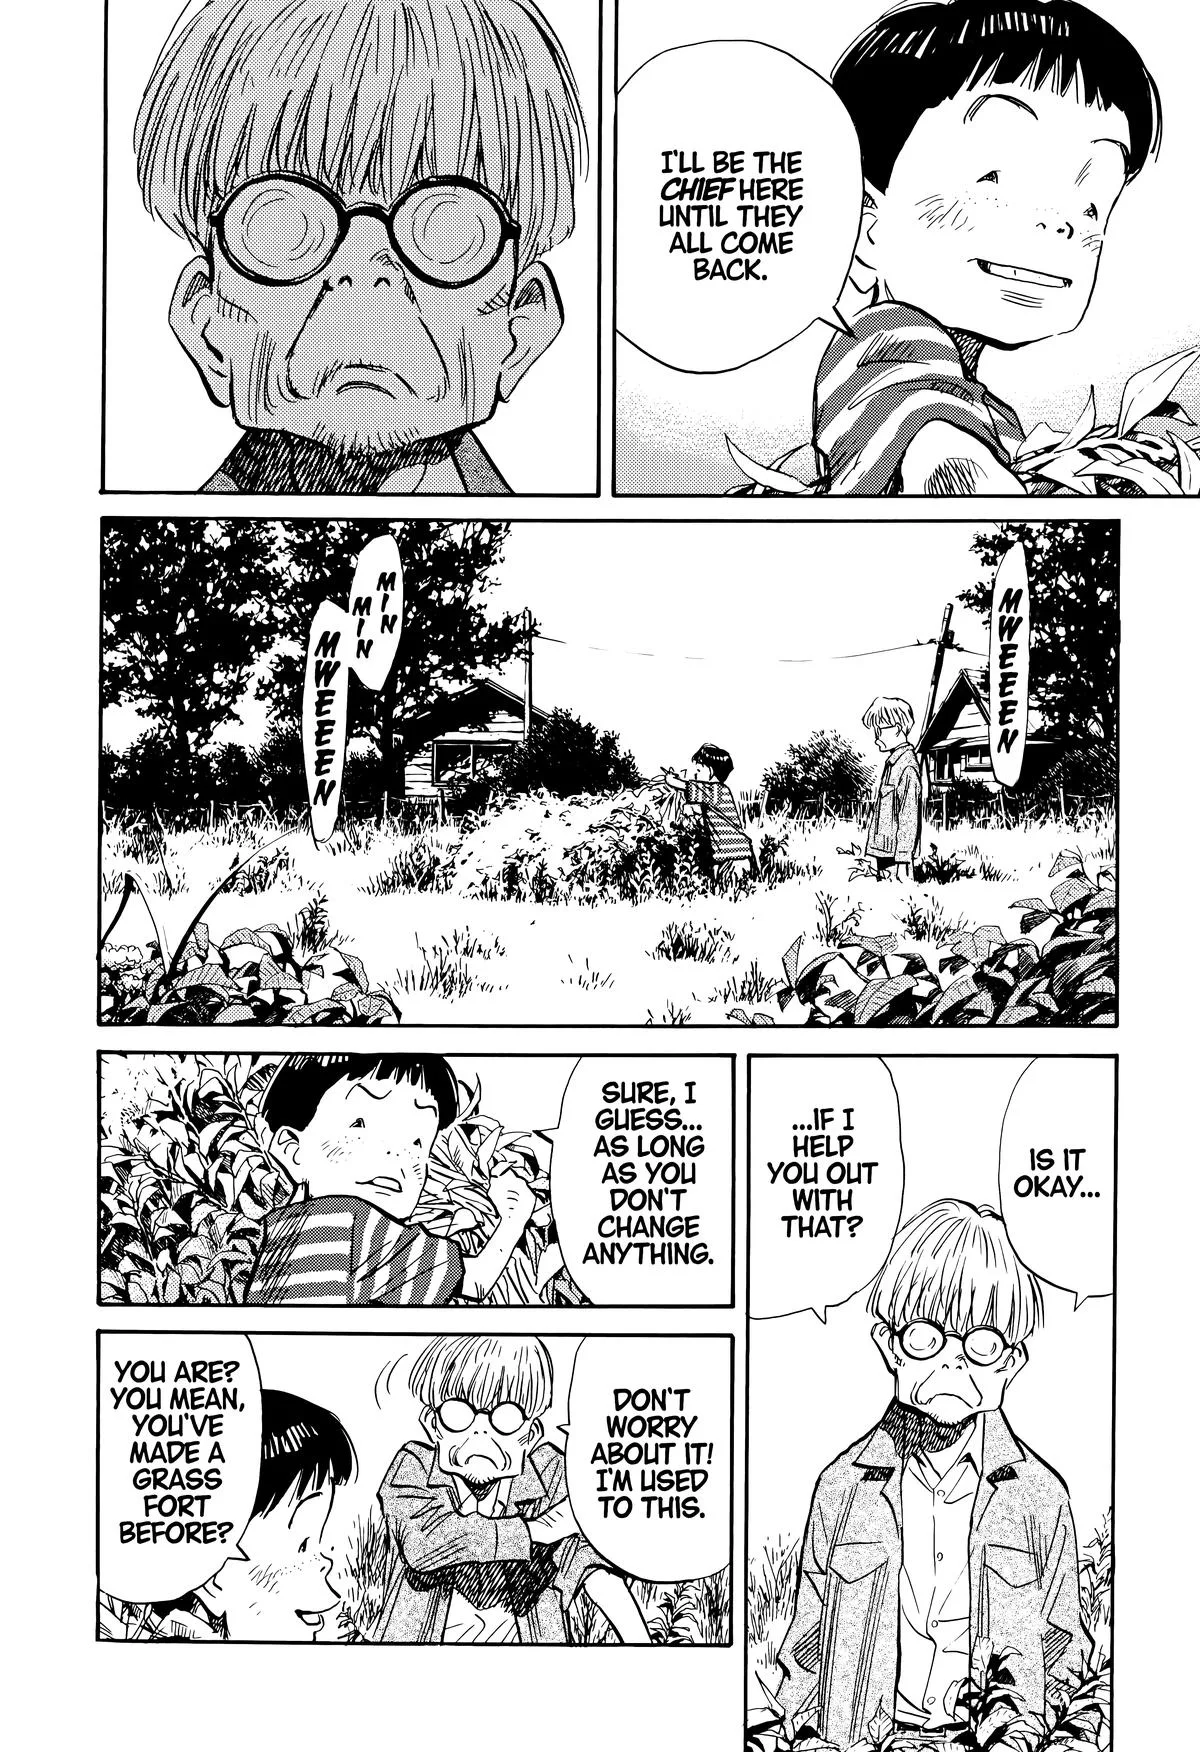 I'LL BE THE
CHIEF HERE
UNTIL THEY
ALL COME
BACK.
MWEEEN
MIN
MIN
MWEEEEN
IS IT
OKAY...
...IF I
HELP
YOU OUT
WITH
THAT?
SURE, I
GUESS...
AS LONG
AS YOU
DON'T
CHANGE
ANYTHING.
DON'T
WORRY
ABOUT IT!
I'M USED
TO THIS.
YOU ARE?
YOU MEAN,
YOU'VE
MADE A
GRASS
FORT
BEFORE?